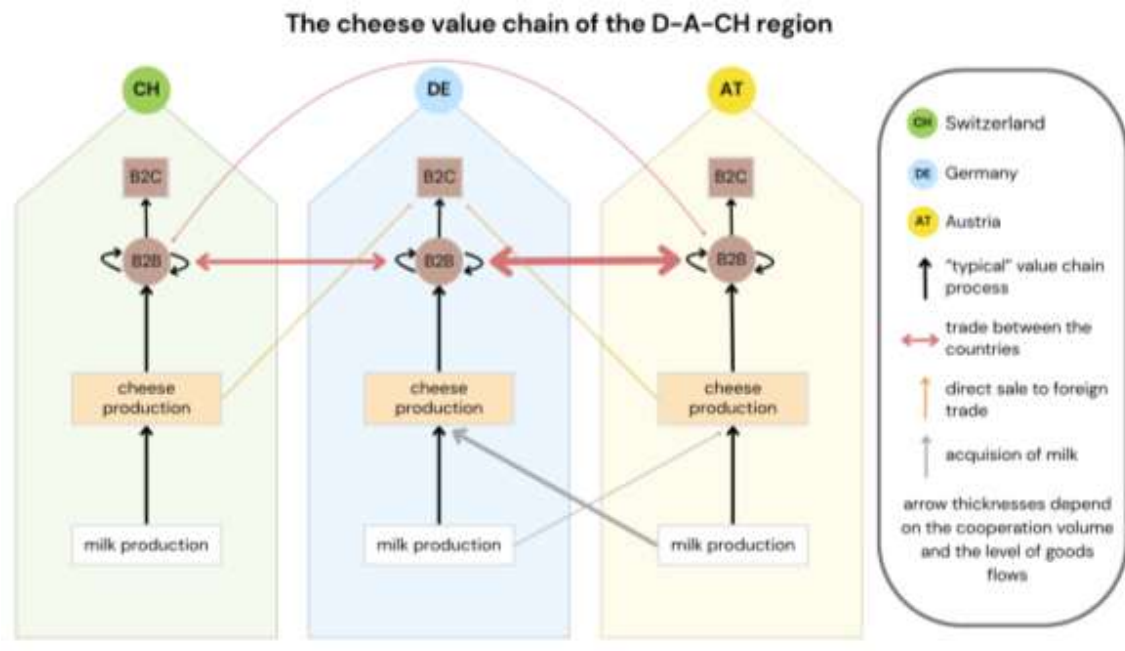 The cheese value chain of the D-A-CH region
CH
DE
AT
B2C
B2C
B2C
B2B
B2B
B2B
cheese
production
cheese
production
cheese
production
milk production
milk production
milk production
CH Switzerland
DE Germany
AT Austria
"typical" value chain
process
trade between the
countries
direct sale to foreign
trade
acquision of milk
arrow thicknesses depend
on the cooperation volume
and the level of goods
flows